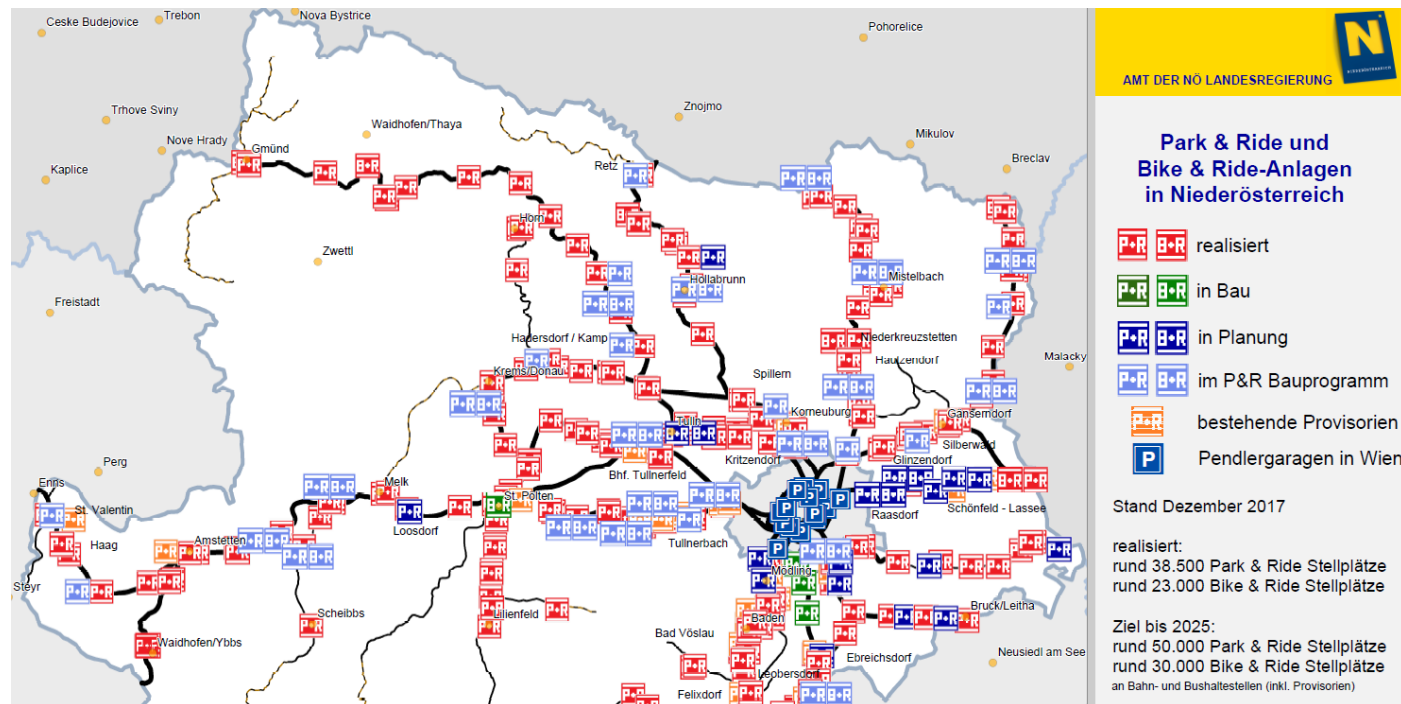 Ceske Budejovice
Trebon
Nova Bystrice
Pohorelice
Trhove Sviny
Waidhofen/Thaya
Znojmo
Nove Hrady
Gmünd
Mikulov
Kaplice
Retz
Breclav
Horn
Zwettl
Hollabrunn
Mistelbach
Freistadt
Hadersdorf / Kamp
Niederkreuzstetten
Hautzendorf
Malacky
Krems/Donau
Spillern
Korneuburg
Gänserndorf
Tulln
Silberwald
Kritzendorf
Glinzendorf
Perg
Bhf. Tullnerfeld
Enns
Melk
St. Pölten
St. Valentin
Loosdorf
Raasdorf
Schönfeld - Lassee
Haag
Amstetten
Tullnerbach
Steyr
Mödling
Scheibbs
Lilienfeld
Baden
Bruck/Leitha
Waidhofen/Ybbs
Bad Vöslau
Ebreichsdorf
Neusiedl am See
Leobersdorf
Felixdorf
N
NIEDERÖSTERREICH
AMT DER NÖ LANDESREGIERUNG
Park & Ride und
Bike & Ride-Anlagen
in Niederösterreich
P+R B+R realisiert
P+R B+R in Bau
P+R B+R in Planung
P+R B+R im P&R Bauprogramm
P+R bestehende Provisorien
P Pendlergaragen in Wien
Stand Dezember 2017
realisiert:
rund 38.500 Park & Ride Stellplätze
rund 23.000 Bike & Ride Stellplätze
Ziel bis 2025:
rund 50.000 Park & Ride Stellplätze
rund 30.000 Bike & Ride Stellplätze
an Bahn- und Bushaltestellen (inkl. Provisorien)